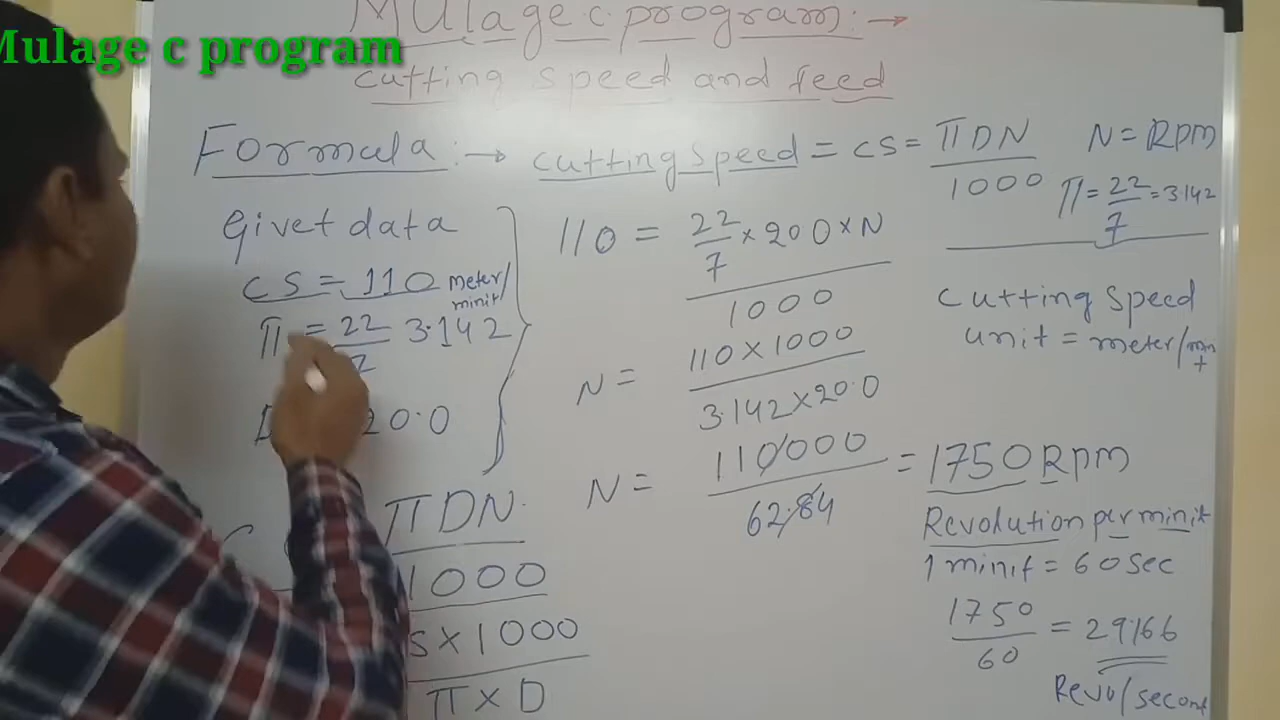 Mulage c program:→
Mulage c program
cutting speed and feed
Formula:→ cutting speed = CS = πDN / 1000
N = Rpm
π = 22/7 = 3.142
Givet data
CS = 110 meter/minit
π = 22/7 3.142
20.0
110 = 22/7 × 200 × N / 1000
cutting speed
unit = meter/mint
N = 110 × 1000 / 3.142 × 20.0
N = 110000 / 62.84 = 1750 Rpm
Revolution per minit
1 minit = 60 sec
1750 / 60 = 29.166
Revo/second
πDN
1000
S × 1000
π × D